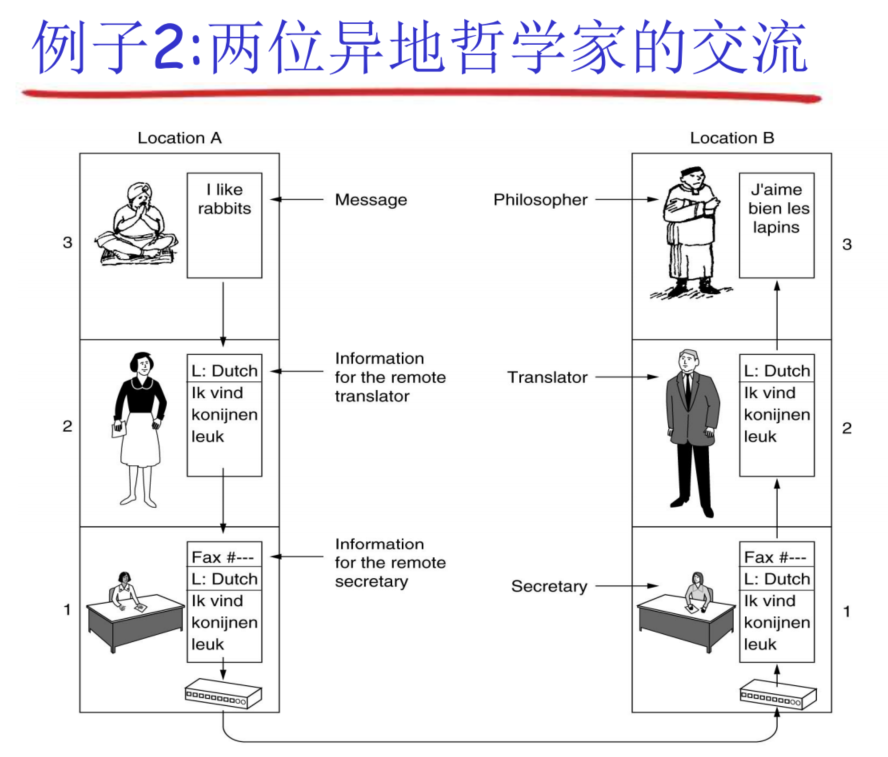 例子2:两位异地哲学家的交流
Location A
Location B
I like
rabbits
Message
Philosopher
J'aime
bien les
lapins
3
3
L: Dutch
Ik vind
konijnen
leuk
Information
for the remote
translator
Translator
L: Dutch
Ik vind
konijnen
leuk
2
2
Fax #---
L: Dutch
Ik vind
konijnen
leuk
Information
for the remote
secretary
Secretary
Fax #---
L: Dutch
Ik vind
konijnen
leuk
1
1